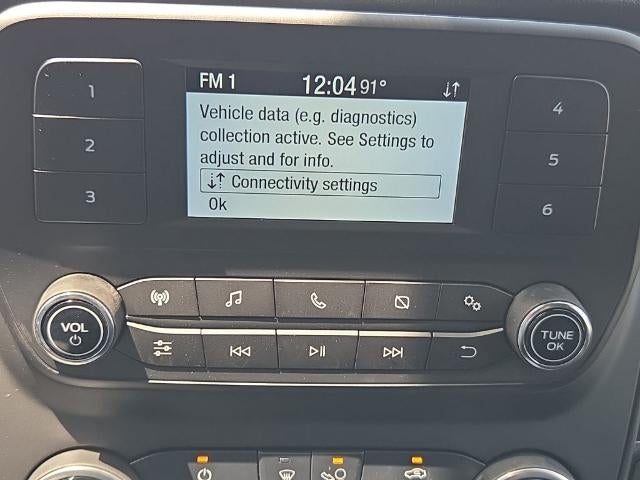 FM 1 12:04 91°
1
4
Vehicle data (e.g. diagnostics)
collection active. See Settings to
adjust and for info.
2
5
Connectivity settings
Ok
3
6
VOL
TUNE
OK